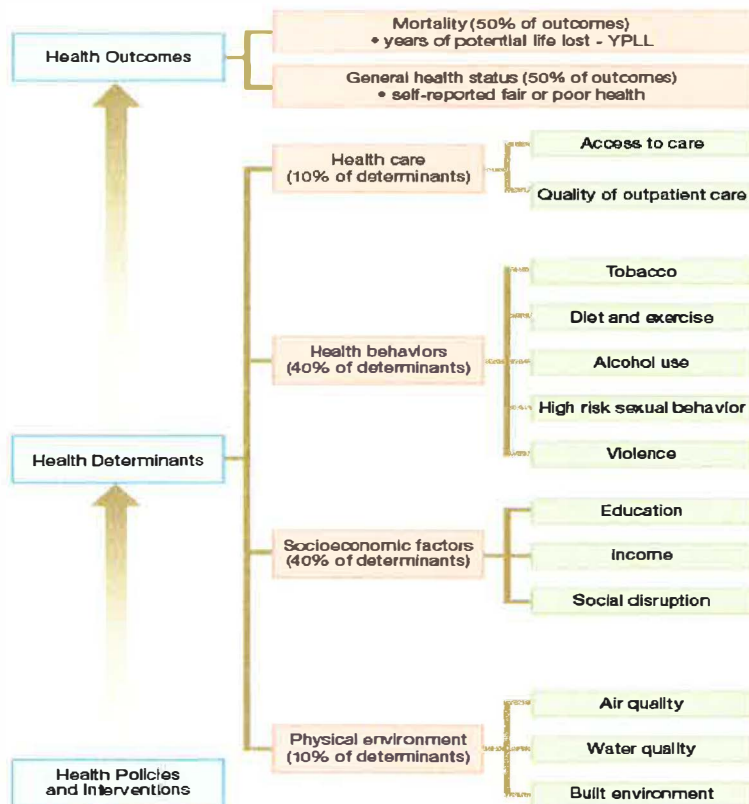 Health Outcomes
Mortality (50% of outcomes)
• years of potential life lost - YPLL
General health status (50% of outcomes)
• self-reported fair or poor health
Health Determinants
Health care
(10% of determinants)
Access to care
Quality of outpatient care
Health behaviors
(40% of determinants)
Tobacco
Diet and exercise
Alcohol use
High risk sexual behavior
Violence
Socioeconomic factors
(40% of determinants)
Education
Income
Social disruption
Physical environment
(10% of determinants)
Air quality
Water quality
Built environment
Health Policies
and Interventions